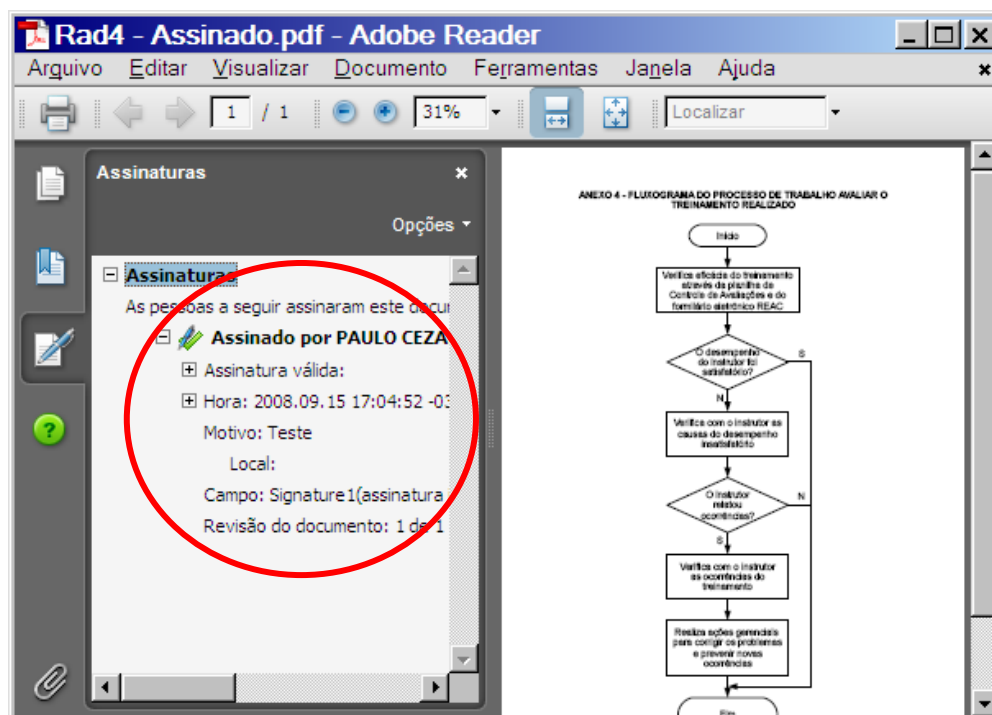 Rad4 - Assinado.pdf - Adobe Reader
Arquivo Editar Visualizar Documento Ferramentas Janela Ajuda
1 / 1 31% Localizar
Assinaturas
Opções
Assinaturas
As pessoas a seguir assinaram este docur
Assinado por PAULO CEZA
Assinatura válida:
Hora: 2008.09.15 17:04:52 -03
Motivo: Teste
Local:
Campo: Signature1(assinatura
Revisão do documento: 1 de 1
ANEXO 4 - FLUXOGRAMA DO PROCESSO DE TRABALHO AVALIAR O
TREINAMENTO REALIZADO
Início
Verifica eficácia do treinamento
através da planilha de
Controle de Avaliações e do
formulário eletrônico REAC
O desempenho
do instrutor foi
satisfatório?
S
N
Verifica com o instrutor as
causas do desempenho
insatisfatório
O instrutor
relatou
ocorrências?
N
S
Verifica com o instrutor
as ocorrências do
treinamento
Realiza ações gerenciais
para corrigir os problemas
e prevenir novas
ocorrências
Fim